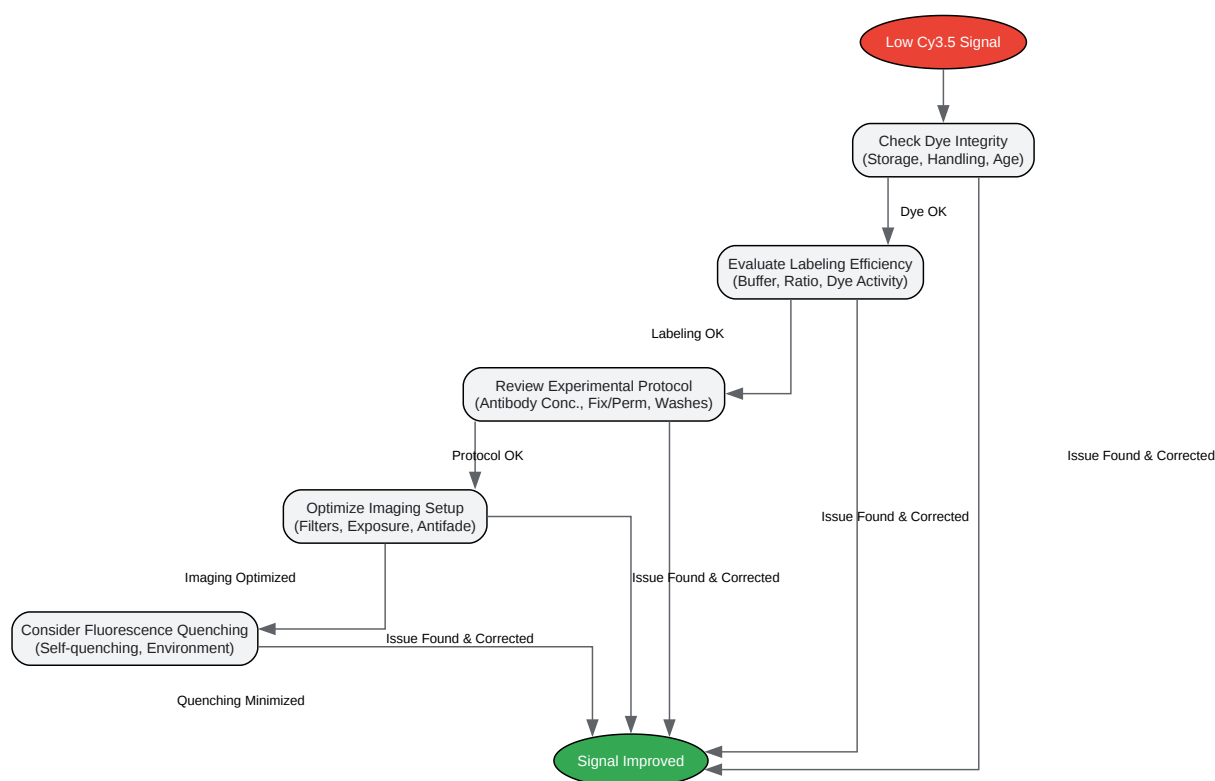 Low Cy3.5 Signal
Check Dye Integrity
(Storage, Handling, Age)
Dye OK
Evaluate Labeling Efficiency
(Buffer, Ratio, Dye Activity)
Labeling OK
Review Experimental Protocol
(Antibody Conc., Fix/Perm, Washes)
Protocol OK
Issue Found & Corrected
Optimize Imaging Setup
(Filters, Exposure, Antifade)
Issue Found & Corrected
Imaging Optimized
Issue Found & Corrected
Consider Fluorescence Quenching
(Self-quenching, Environment)
Issue Found & Corrected
Quenching Minimized
Signal Improved